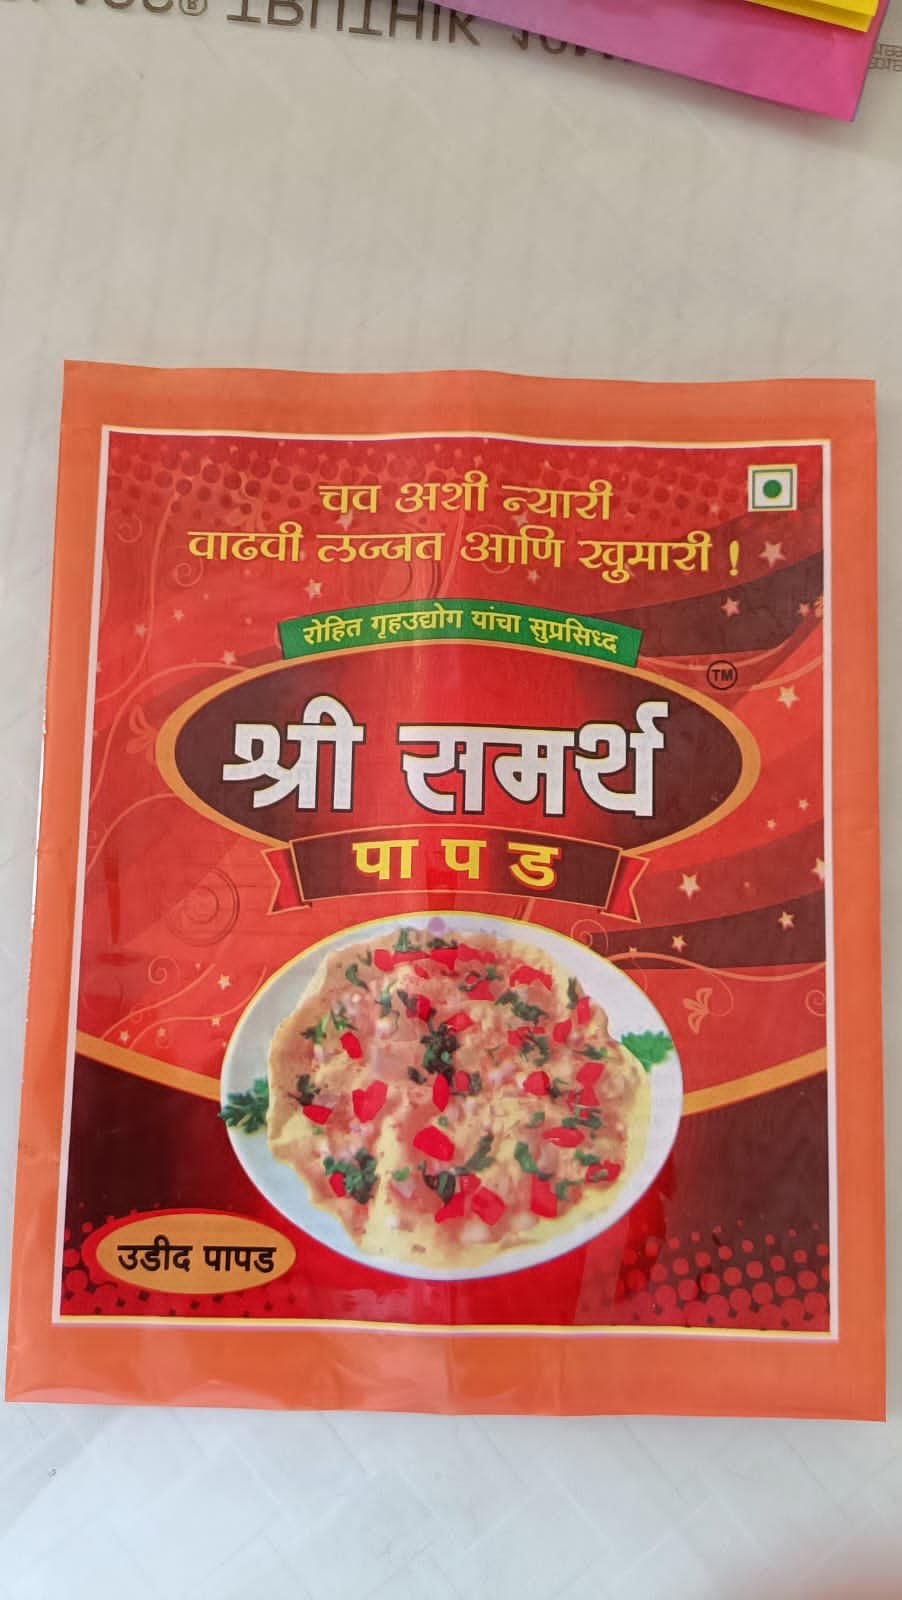 चव अशी न्यारी
वाढवी लज्जत आणि खुमारी !
रोहित गृहउद्योग यांचा सुप्रसिध्द
TM
श्री समर्थ
पापड
उडीद पापड